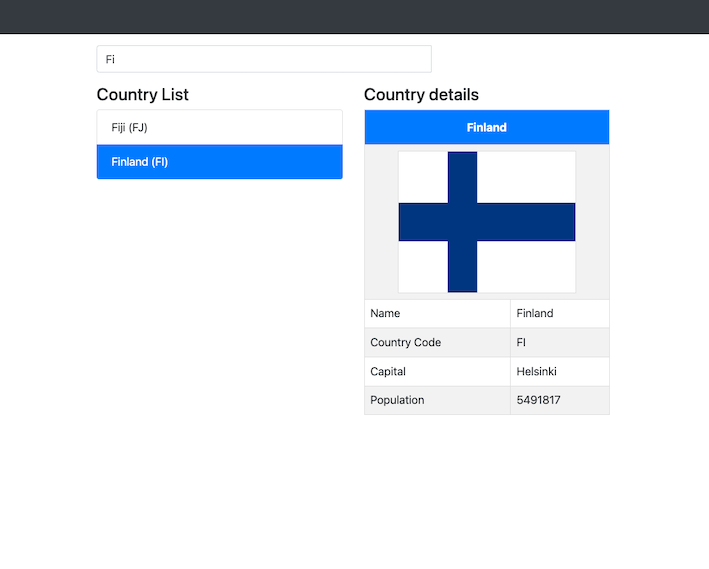 Fi
Country List
Fiji (FJ)
Finland (FI)
Country details
Finland
Name Finland
Country Code FI
Capital Helsinki
Population 5491817